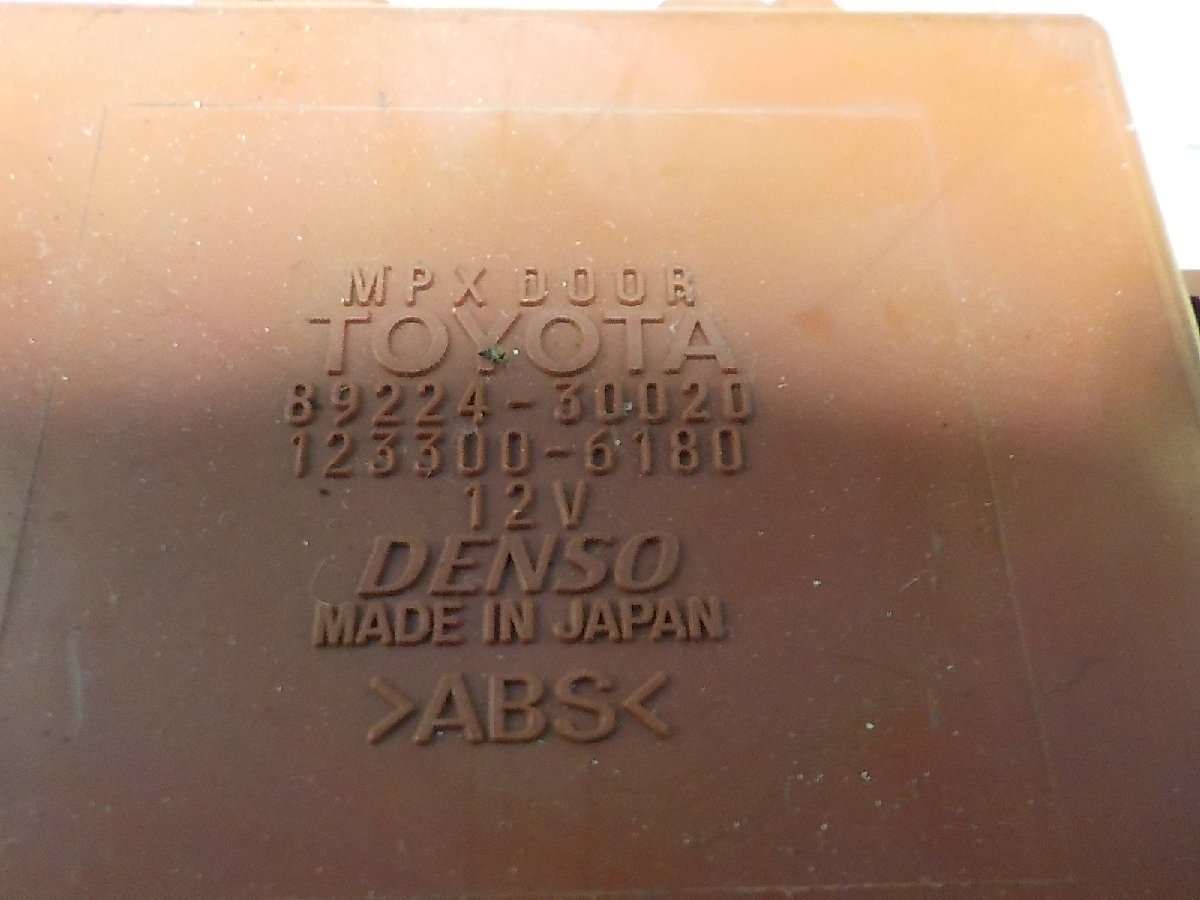 MPX DOOR
TOYOTA
89224-30020
123300-6180
12V
DENSO
MADE IN JAPAN
>ABS<